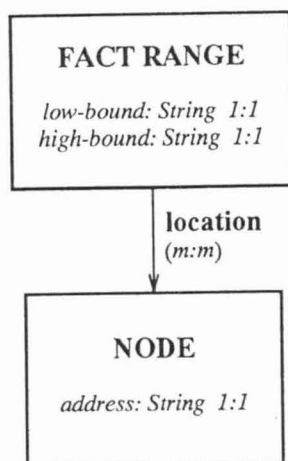 FACT RANGE
low-bound: String 1:1
high-bound: String 1:1
location
(m:m)
NODE
address: String 1:1